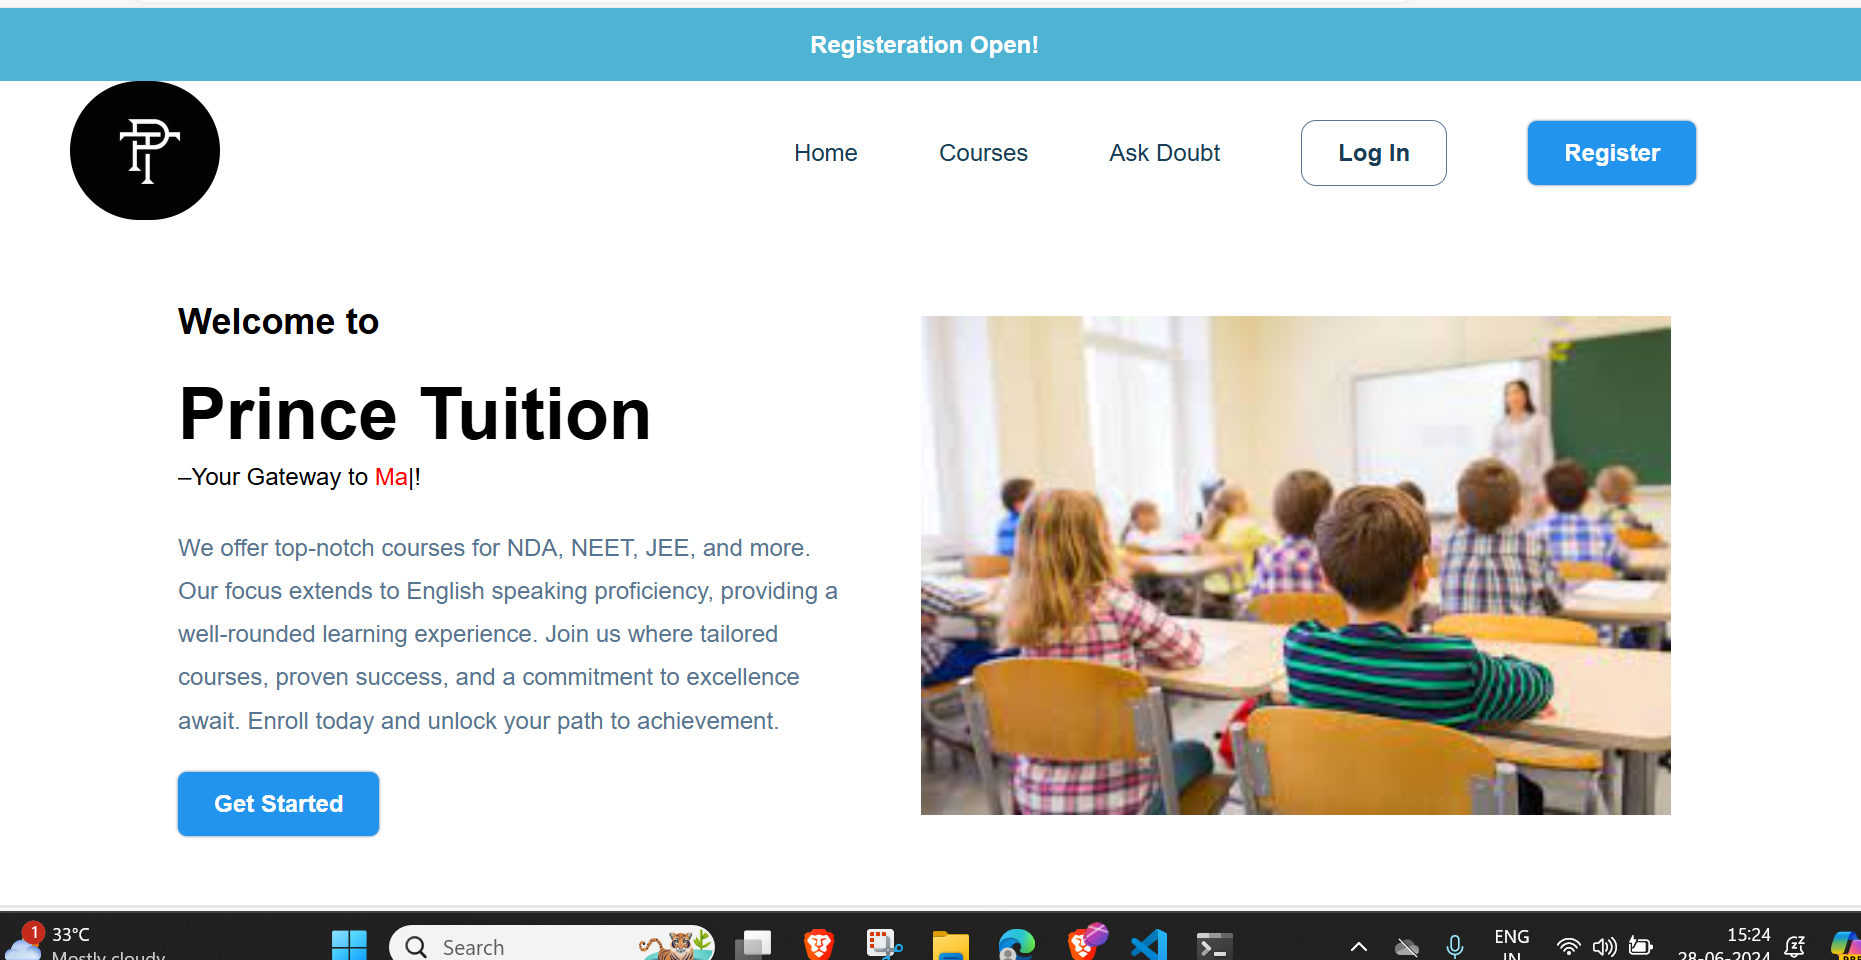 Registeration Open!
PT
Home Courses Ask Doubt Log In Register
Welcome to
Prince Tuition
–Your Gateway to Ma|!
We offer top-notch courses for NDA, NEET, JEE, and more.
Our focus extends to English speaking proficiency, providing a
well-rounded learning experience. Join us where tailored
courses, proven success, and a commitment to excellence
await. Enroll today and unlock your path to achievement.
Get Started
1
33°C
Mostly cloudy
Search
ENG
IN
15:24
28-06-2024
PRE